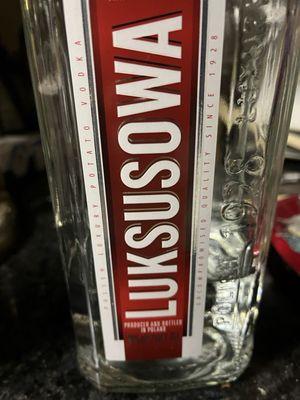 LUKSUSOWA
POLISH LUXURY POTATO VODKA
UNCOMPROMISED QUALITY SINCE 1928
PRODUCED AND BOTTLED
IN POLAND